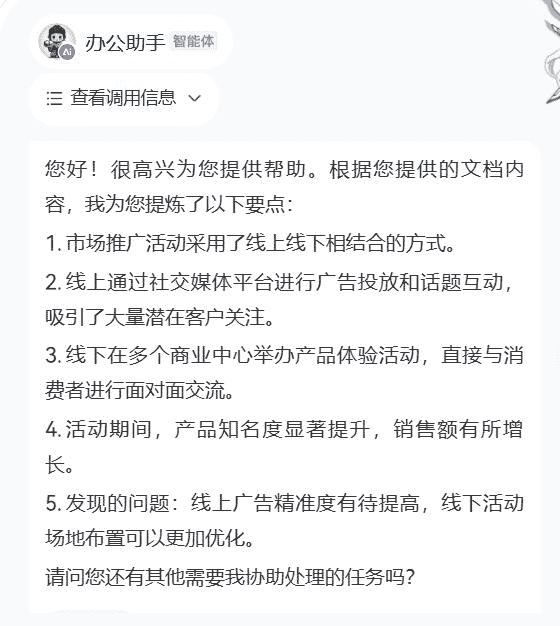 办公助手 智能体
Ai
查看调用信息
您好！很高兴为您提供帮助。根据您提供的文档内
容，我为您提炼了以下要点：
1. 市场推广活动采用了线上线下相结合的方式。
2. 线上通过社交媒体平台进行广告投放和话题互动，
吸引了大量潜在客户关注。
3. 线下在多个商业中心举办产品体验活动，直接与消
费者进行面对面交流。
4. 活动期间，产品知名度显著提升，销售额有所增
长。
5. 发现的问题：线上广告精准度有待提高，线下活动
场地布置可以更加优化。
请问您还有其他需要我协助处理的任务吗？